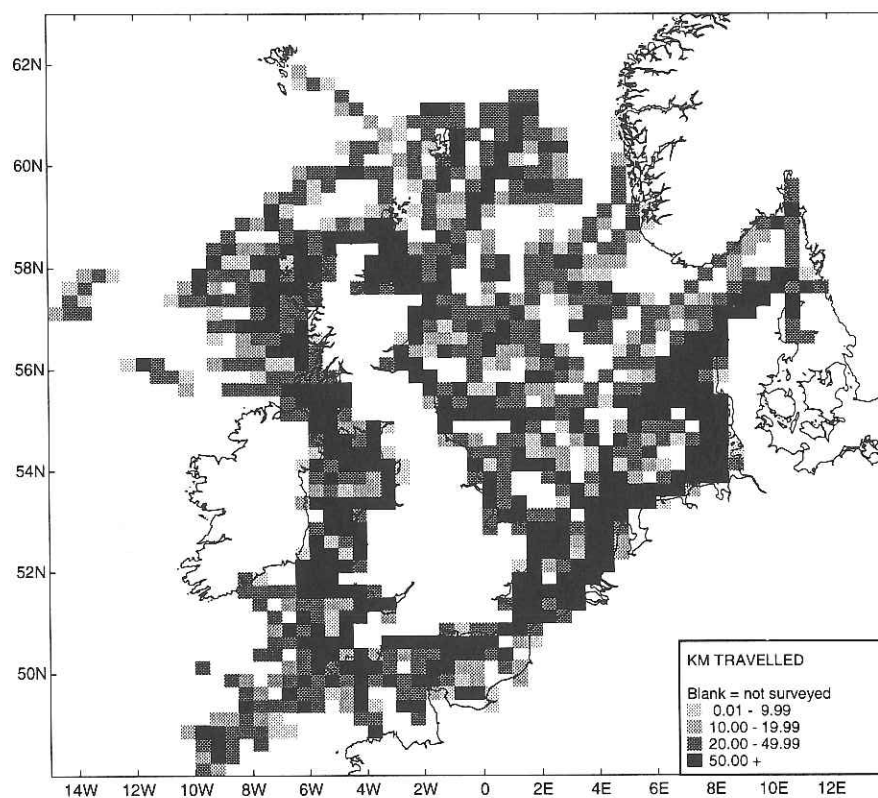 62N
60N
58N
56N
54N
52N
50N
KM TRAVELLED
Blank = not surveyed
0.01 - 9.99
10.00 - 19.99
20.00 - 49.99
50.00 +
14W 12W 10W 8W 6W 4W 2W 0 2E 4E 6E 8E 10E 12E